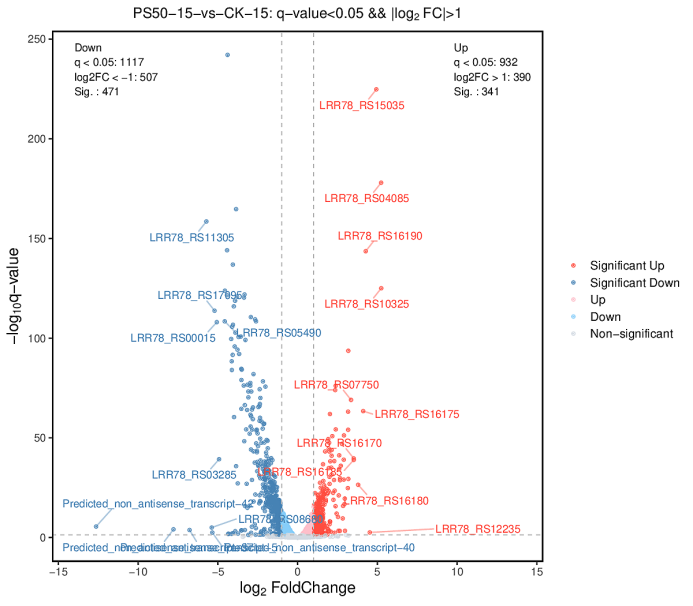 PS50−15−vs−CK−15: q−value<0.05 && |log2 FC|>1
Down
q < 0.05: 1117
log2FC < −1: 507
Sig. : 471
Up
q < 0.05: 932
log2FC > 1: 390
Sig. : 341
LRR78_RS15035
LRR78_RS04085
LRR78_RS16190
LRR78_RS11305
LRR78_RS17095
LRR78_RS10325
LRR78_RS05490
LRR78_RS00015
LRR78_RS07750
LRR78_RS16175
LRR78_RS16170
LRR78_RS03285
LRR78_RS16185
LRR78_RS16180
Predicted_non_antisense_transcript−42
LRR78_RS08660
LRR78_RS12235
Predicted_non_antisense_transcript−40
250
200
150
100
50
0
−log10q−value
−15
−10
−5
0
5
10
15
log2 FoldChange
Significant Up
Significant Down
Up
Down
Non−significant